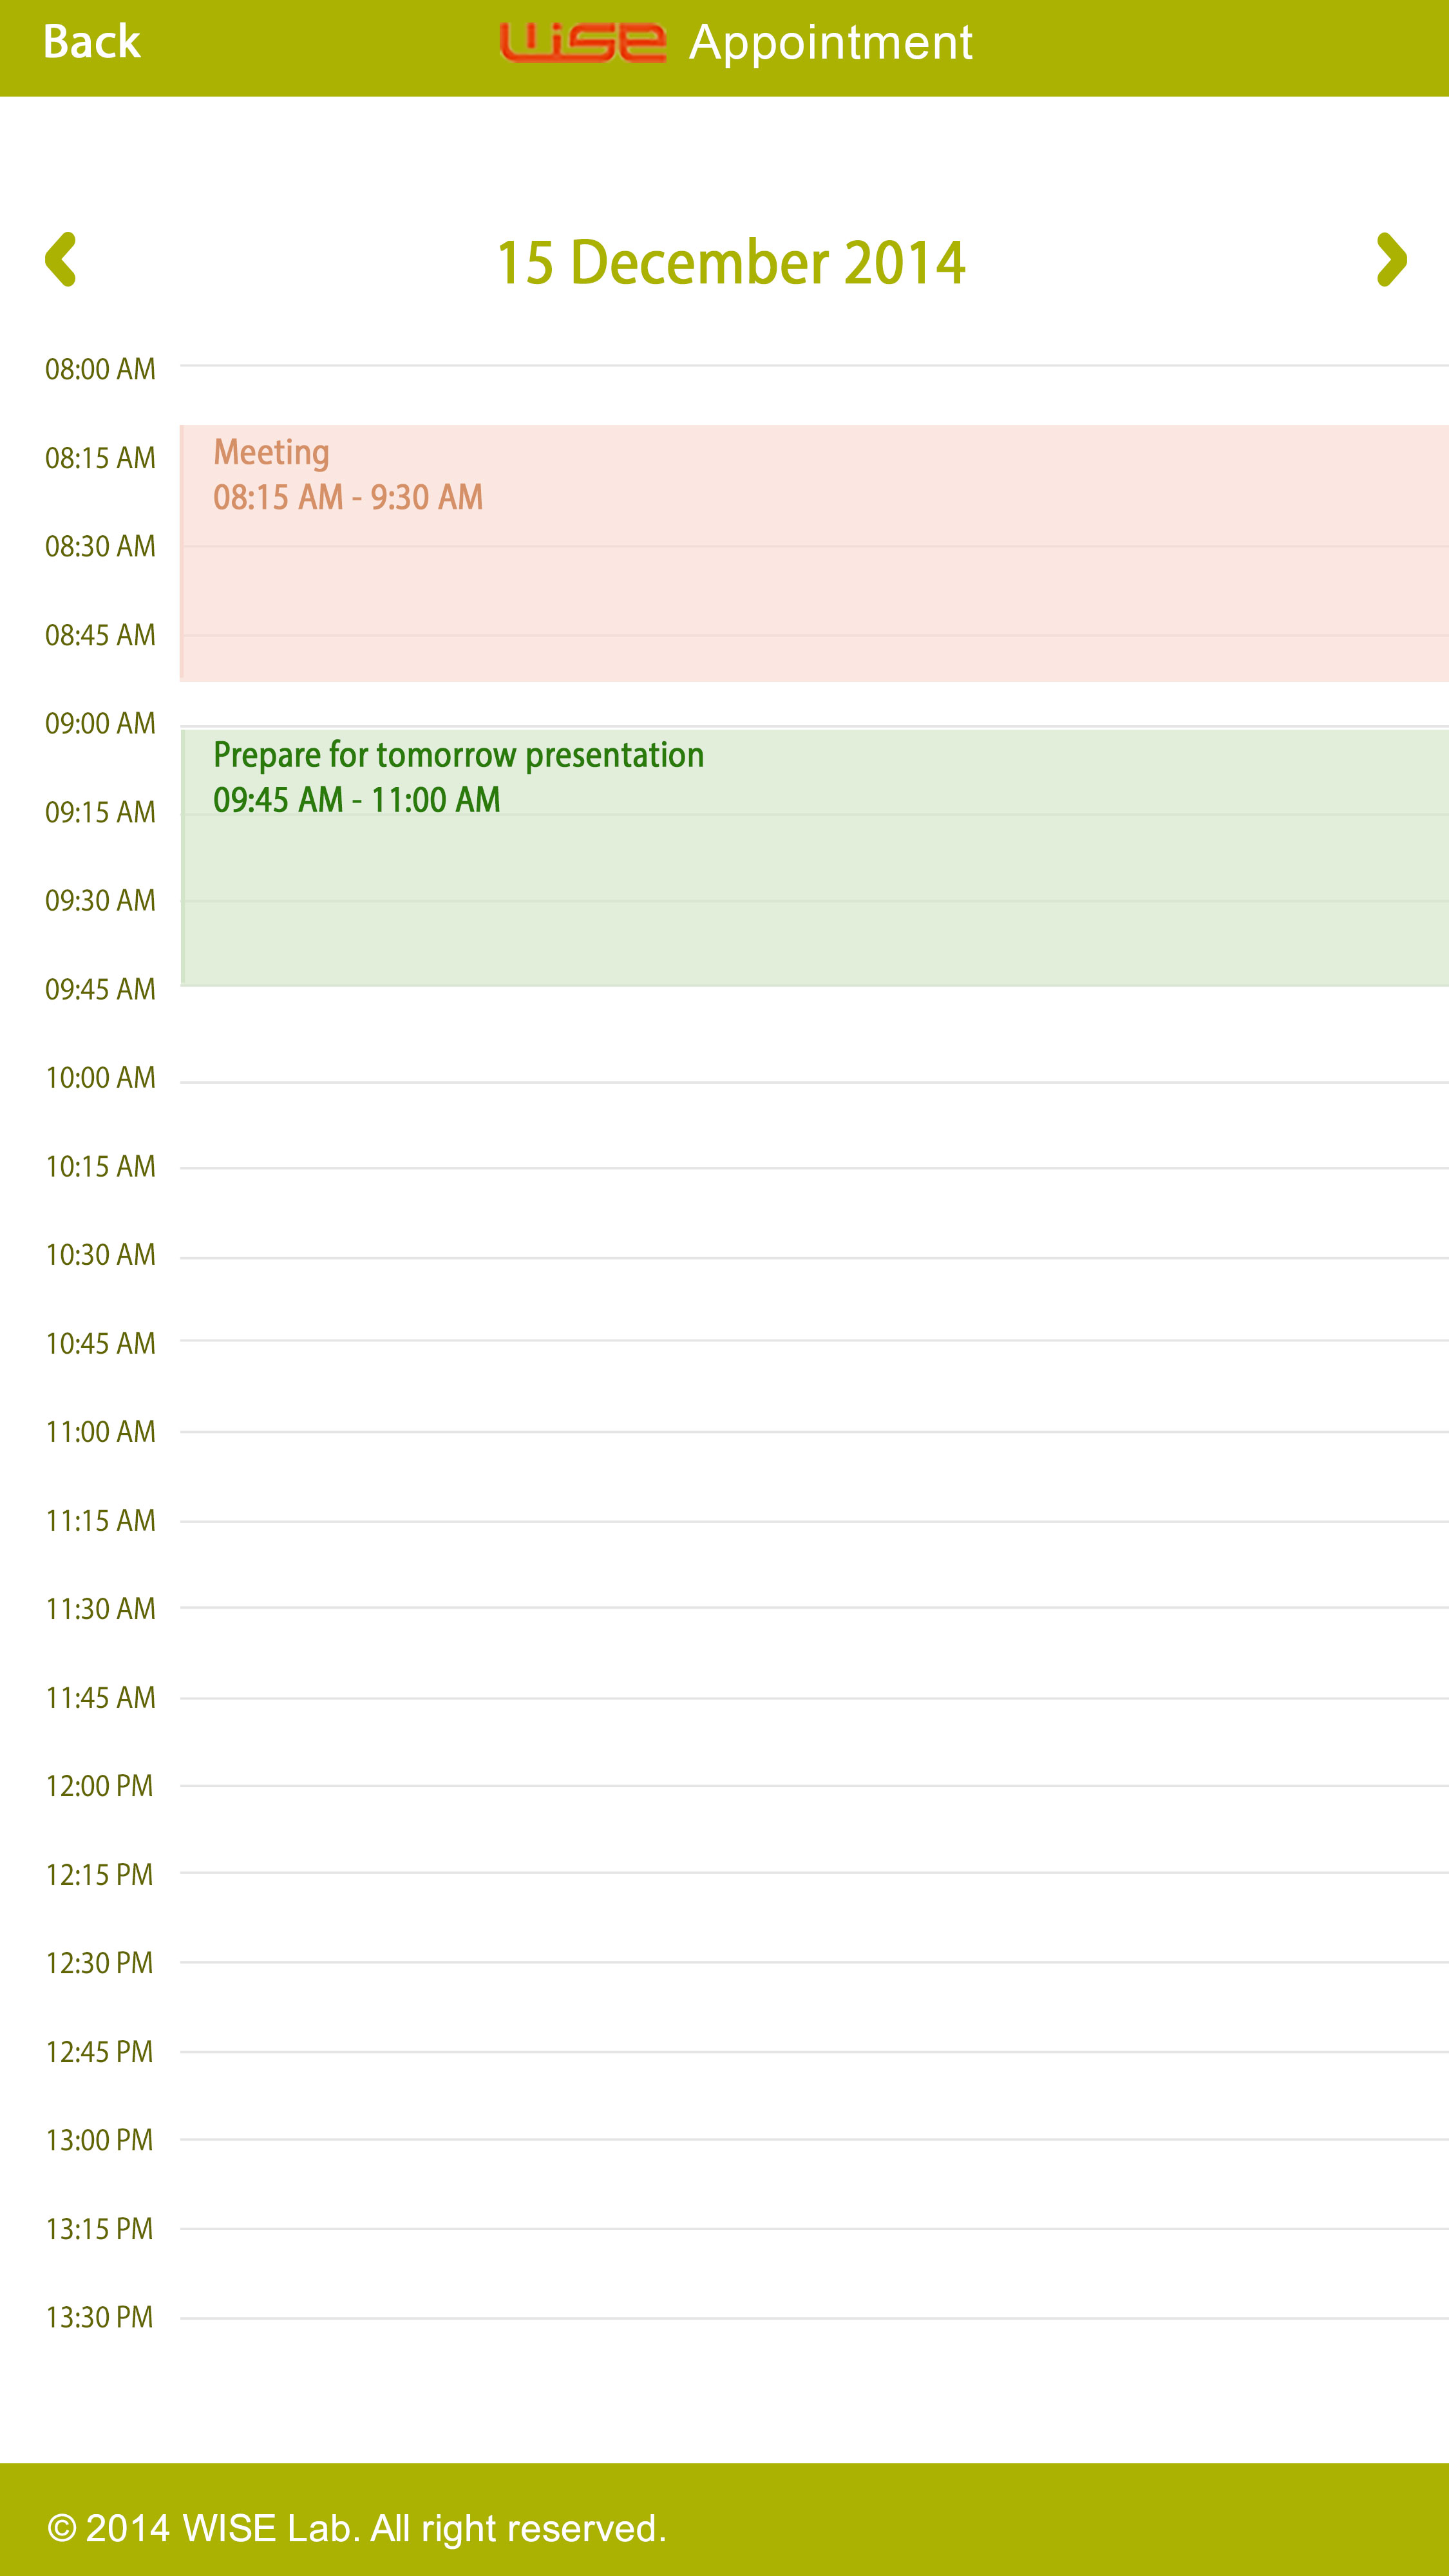 Back
WiSE Appointment
15 December 2014
08:00 AM
08:15 AM
Meeting
08:15 AM - 9:30 AM
08:30 AM
08:45 AM
09:00 AM
Prepare for tomorrow presentation
09:45 AM - 11:00 AM
09:15 AM
09:30 AM
09:45 AM
10:00 AM
10:15 AM
10:30 AM
10:45 AM
11:00 AM
11:15 AM
11:30 AM
11:45 AM
12:00 PM
12:15 PM
12:30 PM
12:45 PM
13:00 PM
13:15 PM
13:30 PM
© 2014 WISE Lab. All right reserved.